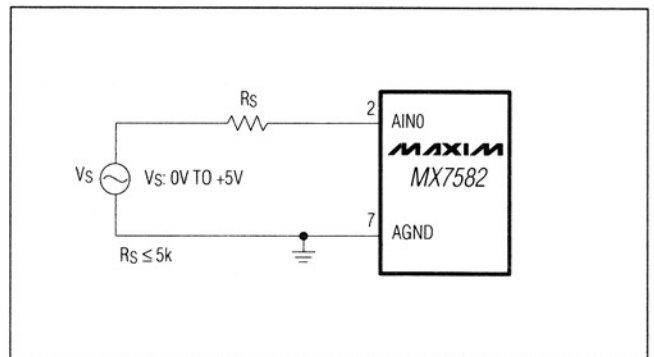 RS
2
AIN0
MAXIM
MX7582
VS
VS: 0V TO +5V
7
AGND
RS ≤ 5k